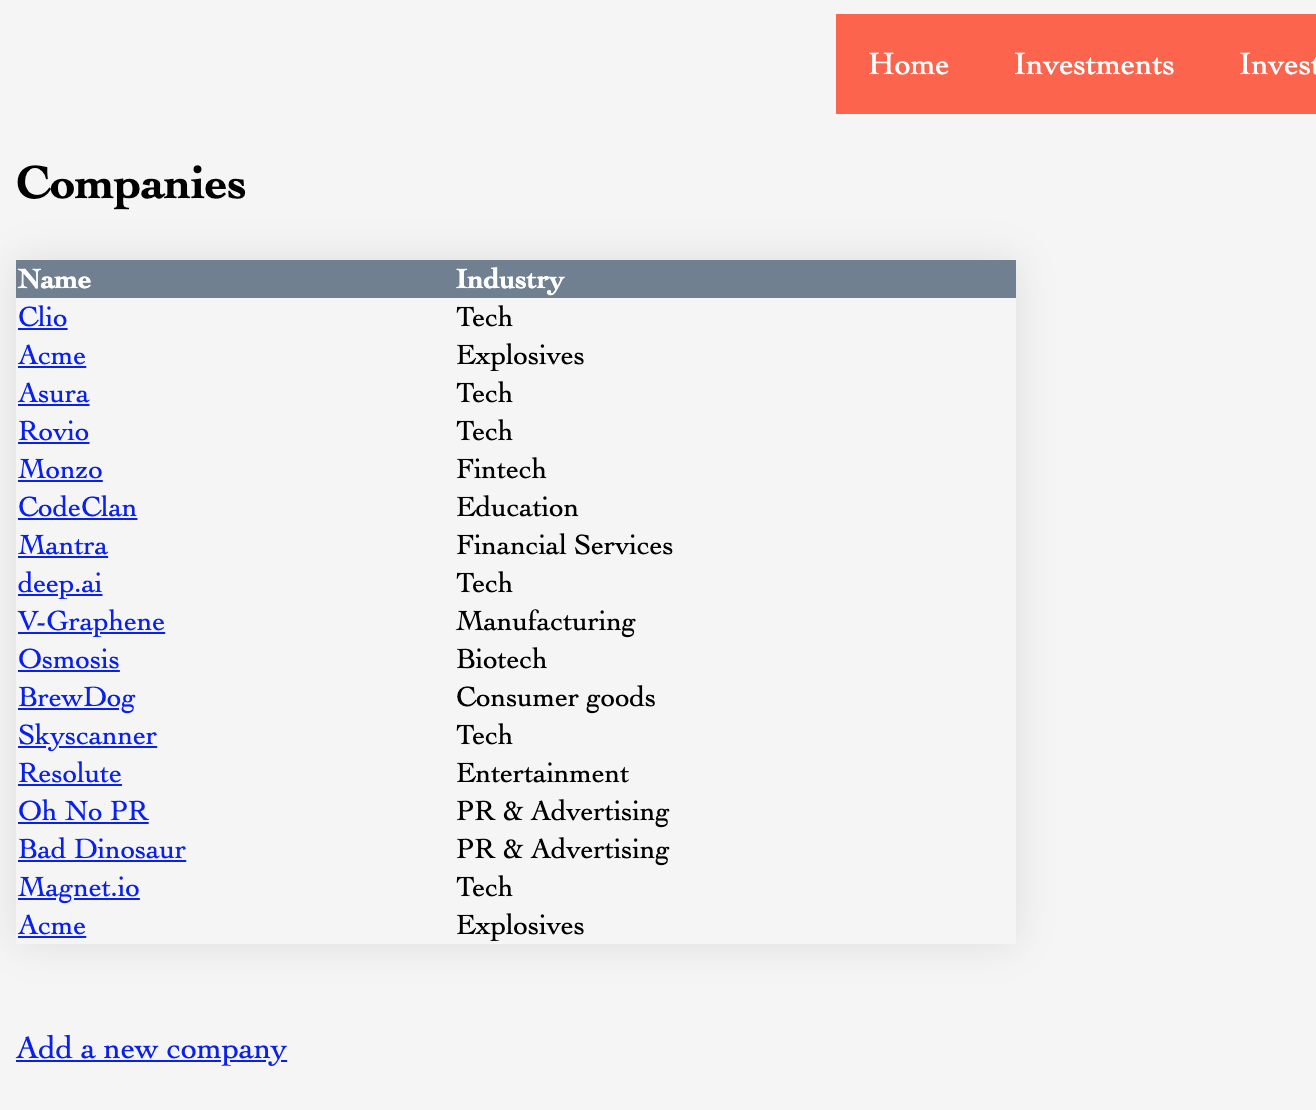 Home Investments Invest
Companies
Name Industry
Clio Tech
Acme Explosives
Asura Tech
Rovio Tech
Monzo Fintech
CodeClan Education
Mantra Financial Services
deep.ai Tech
V-Graphene Manufacturing
Osmosis Biotech
BrewDog Consumer goods
Skyscanner Tech
Resolute Entertainment
Oh No PR PR & Advertising
Bad Dinosaur PR & Advertising
Magnet.io Tech
Acme Explosives
Add a new company